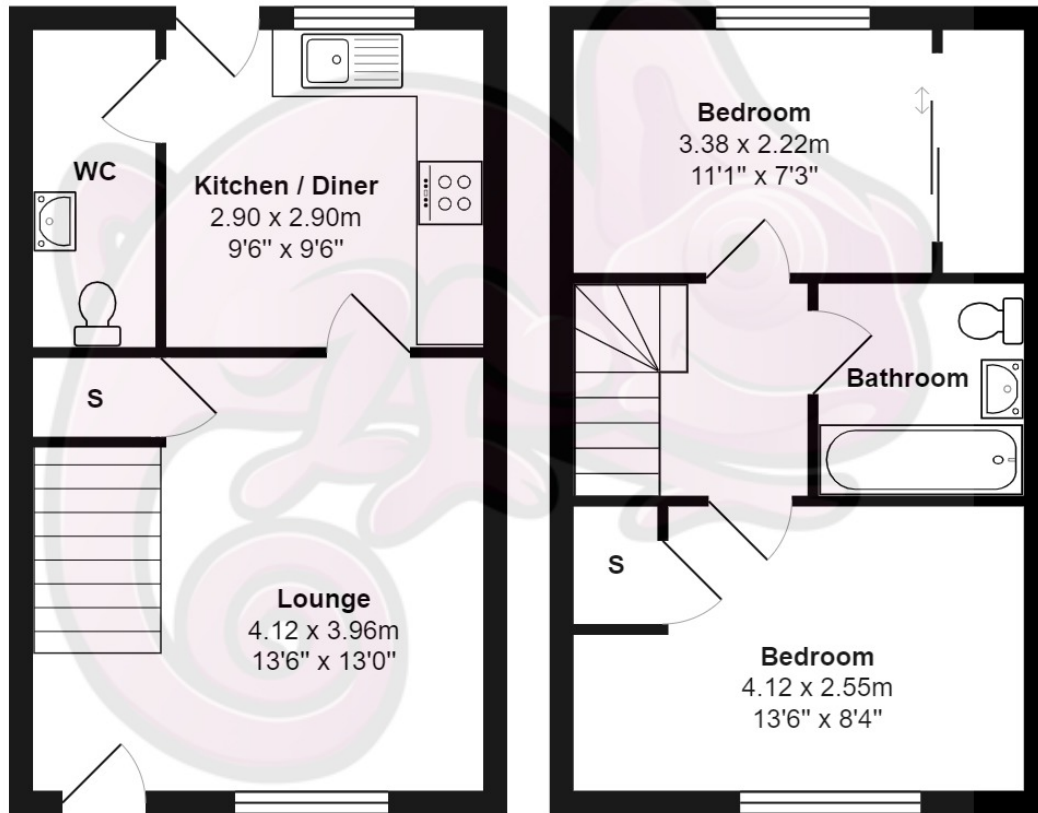 WC
Kitchen / Diner
2.90 x 2.90m
9'6" x 9'6"
S
Lounge
4.12 x 3.96m
13'6" x 13'0"
Bedroom
3.38 x 2.22m
11'1" x 7'3"
Bathroom
S
Bedroom
4.12 x 2.55m
13'6" x 8'4"